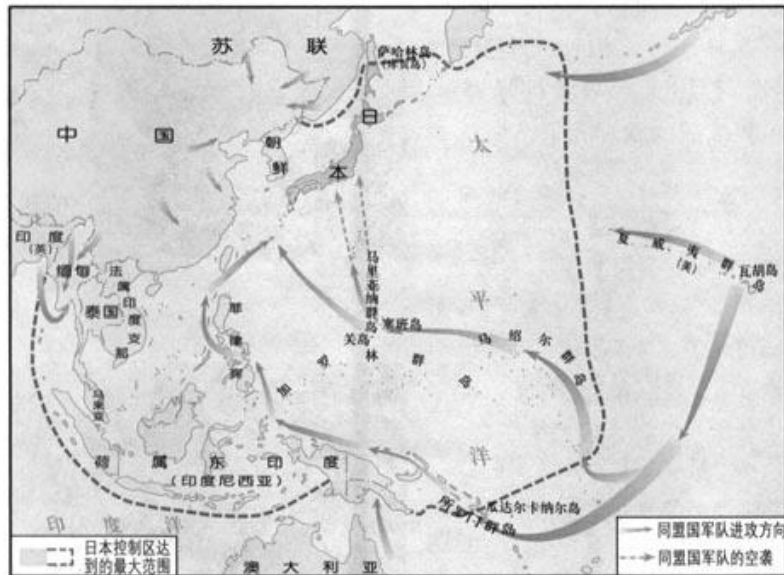 苏联
萨哈林岛
(库页岛)
中国
日本
朝鲜
太平洋
印度
(英)
缅甸
法属印度支那
泰国
菲律宾
马里亚纳群岛
关岛
塞班岛
加罗林群岛
马绍尔群岛
夏威夷群
(美)
瓦胡岛
马来亚
荷属东印度
(印度尼西亚)
印度洋
所罗门群岛
瓜达尔卡纳尔岛
澳大利亚
日本控制区达
到的最大范围
同盟国军队进攻方向
同盟国军队的空袭